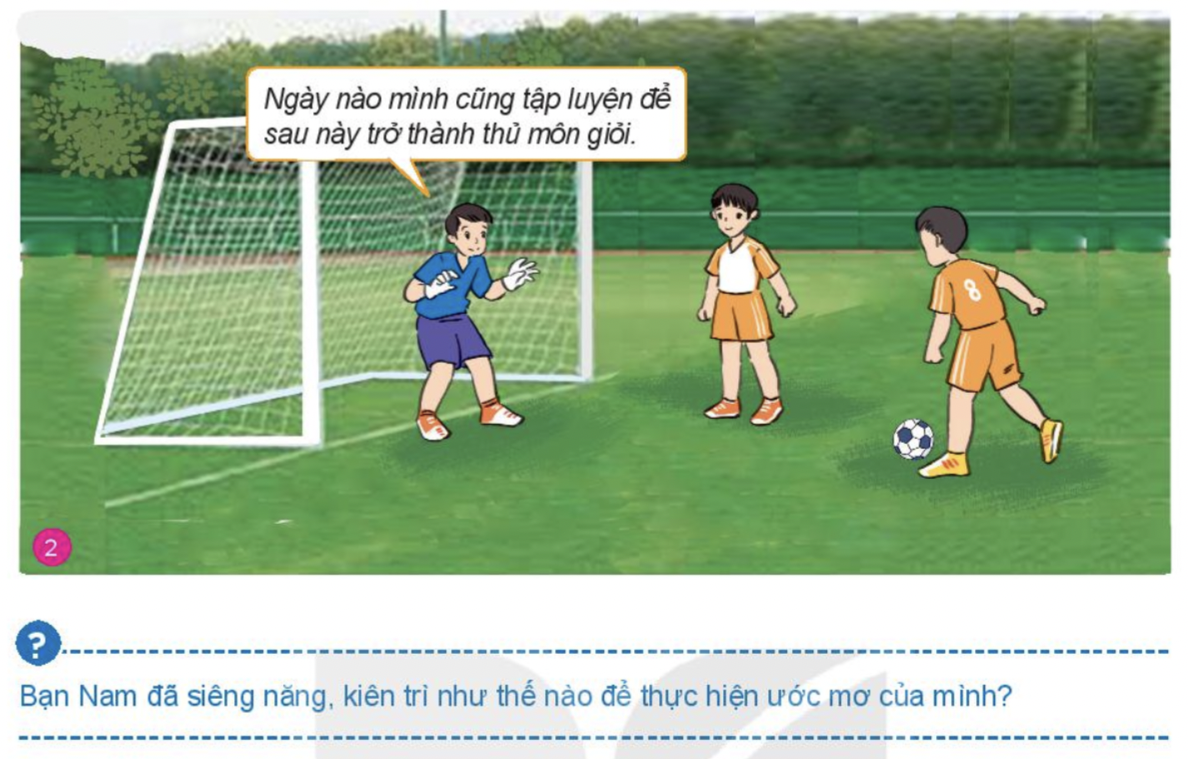 Ngày nào mình cũng tập luyện để
sau này trở thành thủ môn giỏi.
8
2
?
Bạn Nam đã siêng năng, kiên trì như thế nào để thực hiện ước mơ của mình?